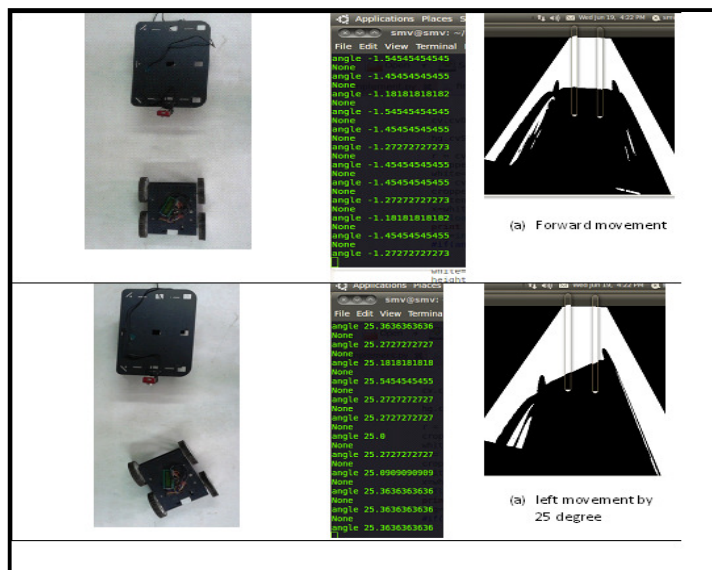 Applications Places S
smv@smv: ~/
File Edit View Terminal
angle -1.54545454545
None
angle -1.45454545455
None
angle -1.18181818182
None
angle -1.54545454545
None
angle -1.45454545455
None
angle -1.27272727273
None
angle -1.45454545455
None
angle -1.45454545455
None
angle -1.27272727273
None
angle -1.18181818182
None
angle -1.45454545455
None
angle -1.27272727273
white=
height
Wed Jun 19, 4:22 PM smv
(a) Forward movement
Applications Places
smv@smv:
File Edit View Termina
angle 25.3636363636
None
angle 25.2727272727
None
angle 25.1818181818
None
angle 25.5454545455
None
angle 25.2727272727
None
angle 25.2727272727
None
angle 25.0
None
angle 25.2727272727
None
angle 25.0909090909
None
angle 25.3636363636
None
angle 25.3636363636
None
angle 25.3636363636
Wed Jun 19, 4:22 PM
(a) left movement by
25 degree